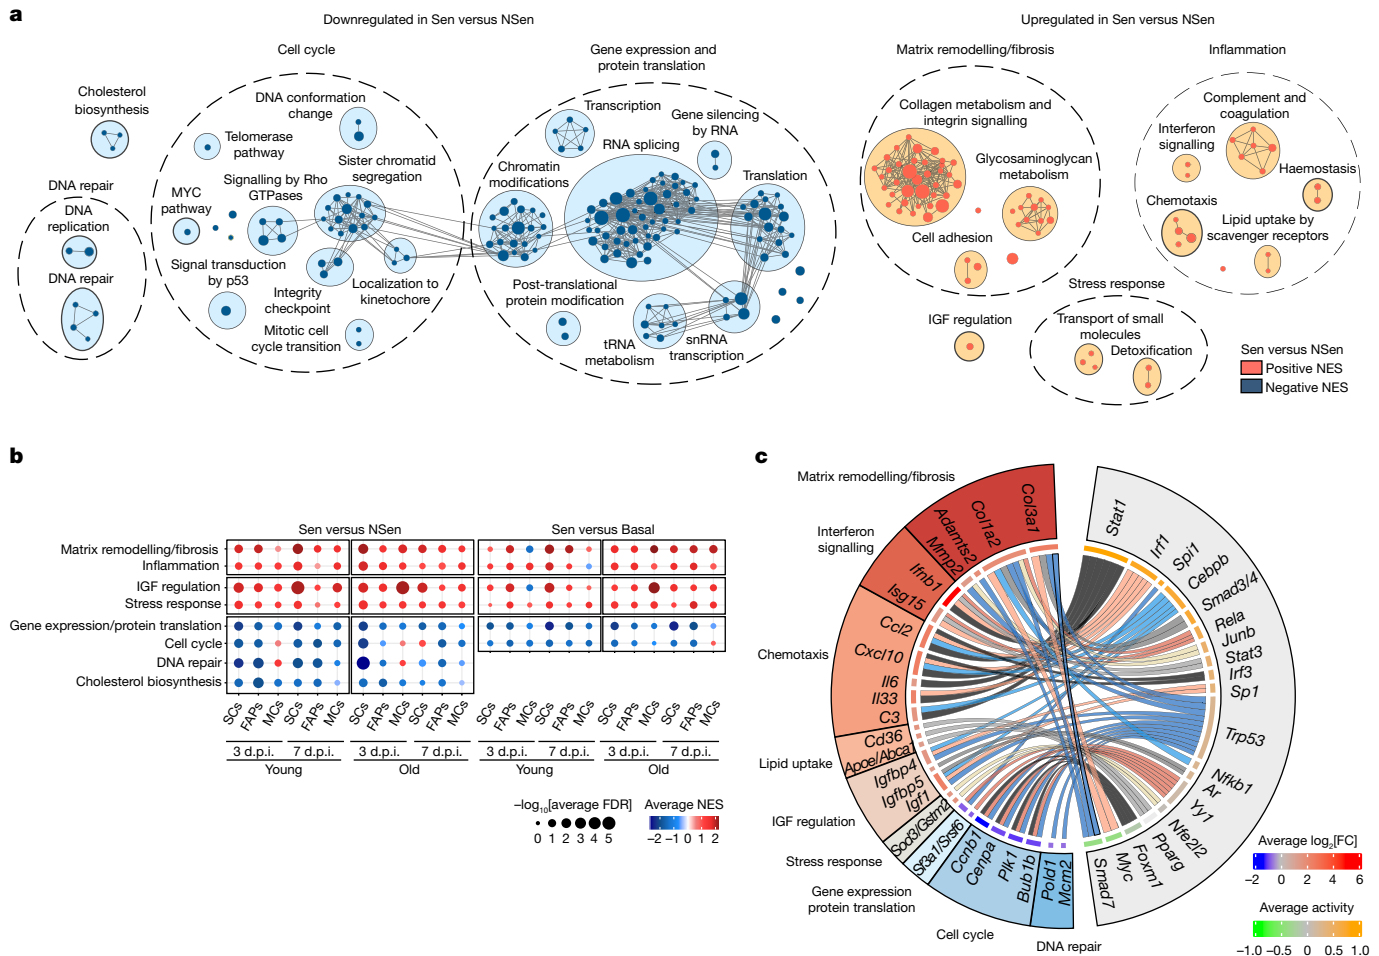 a
Downregulated in Sen versus NSen
Upregulated in Sen versus NSen
Cell cycle
Gene expression and
protein translation
Matrix remodelling/fibrosis
Inflammation
Cholesterol
biosynthesis
DNA conformation
change
Telomerase
pathway
Sister chromatid
segregation
Signalling by Rho
GTPases
MYC
pathway
Signal transduction
by p53
Integrity
checkpoint
Localization to
kinetochore
Mitotic cell
cycle transition
DNA repair
DNA
replication
DNA repair
Transcription
Gene silencing
by RNA
RNA splicing
Chromatin
modifications
Translation
Post-translational
protein modification
tRNA
metabolism
snRNA
transcription
Collagen metabolism and
integrin signalling
Glycosaminoglycan
metabolism
Cell adhesion
Complement and
coagulation
Interferon
signalling
Haemostasis
Chemotaxis
Lipid uptake by
scavenger receptors
IGF regulation
Stress response
Transport of small
molecules
Detoxification
Sen versus NSen
Positive NES
Negative NES
b
Sen versus NSen
Sen versus Basal
Matrix remodelling/fibrosis
Inflammation
IGF regulation
Stress response
Gene expression/protein translation
Cell cycle
DNA repair
Cholesterol biosynthesis
SCs FAPs MCs SCs FAPs MCs SCs FAPs MCs SCs FAPs MCs SCs FAPs MCs SCs FAPs MCs SCs FAPs MCs SCs FAPs MCs
3 d.p.i. 7 d.p.i. 3 d.p.i. 7 d.p.i. 3 d.p.i. 7 d.p.i. 3 d.p.i. 7 d.p.i.
Young Old Young Old
−log10[average FDR]
0 1 2 3 4 5
Average NES
−2 −1 0 1 2
c
Matrix remodelling/fibrosis
Interferon
signalling
Chemotaxis
Lipid uptake
IGF regulation
Stress response
Gene expression
protein translation
Cell cycle
DNA repair
Col3a1
Col1a2
Adamts2
Mmp2
Ifnb1
Isg15
Ccl2
Cxcl10
Il6
Il33
C3
Cd36
Apoe/Abca1
Igfbp4
Igfbp5
Igf1
Sod3/Gstm2
Sf3a1/Srsf6
Ccnb1
Cenpa
Plk1
Bub1b
Pold1
Mcm2
Stat1
Irf1
Spi1
Cebpb
Smad3/4
Rela
Junb
Stat3
Irf3
Sp1
Trp53
Nfkb1
Ar
Yy1
Nfe2l2
Pparg
Foxm1
Myc
Smad7
Average log2[FC]
−2 0 2 4 6
Average activity
−1.0 −0.5 0 0.5 1.0